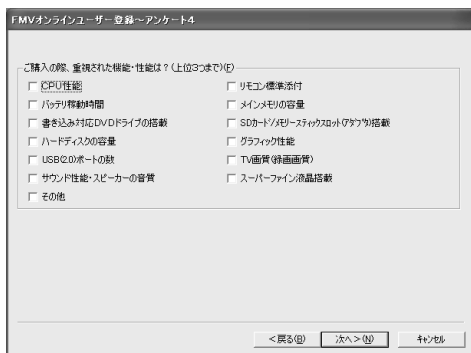 FMVオンラインユーザー登録～アンケート4
ご購入の際、重視された機能・性能は？(上位3つまで)(F)
CPU性能
リモコン標準添付
バッテリ稼動時間
メインメモリの容量
書き込み対応DVDドライブの搭載
SDカード/メモリースティックスロット(アダプタ)搭載
ハードディスクの容量
グラフィック性能
USB(2.0)ポートの数
TV画質(録画画質)
サウンド性能・スピーカーの音質
スーパーファイン液晶搭載
その他
<戻る(B)
次へ>(N)
キャンセル